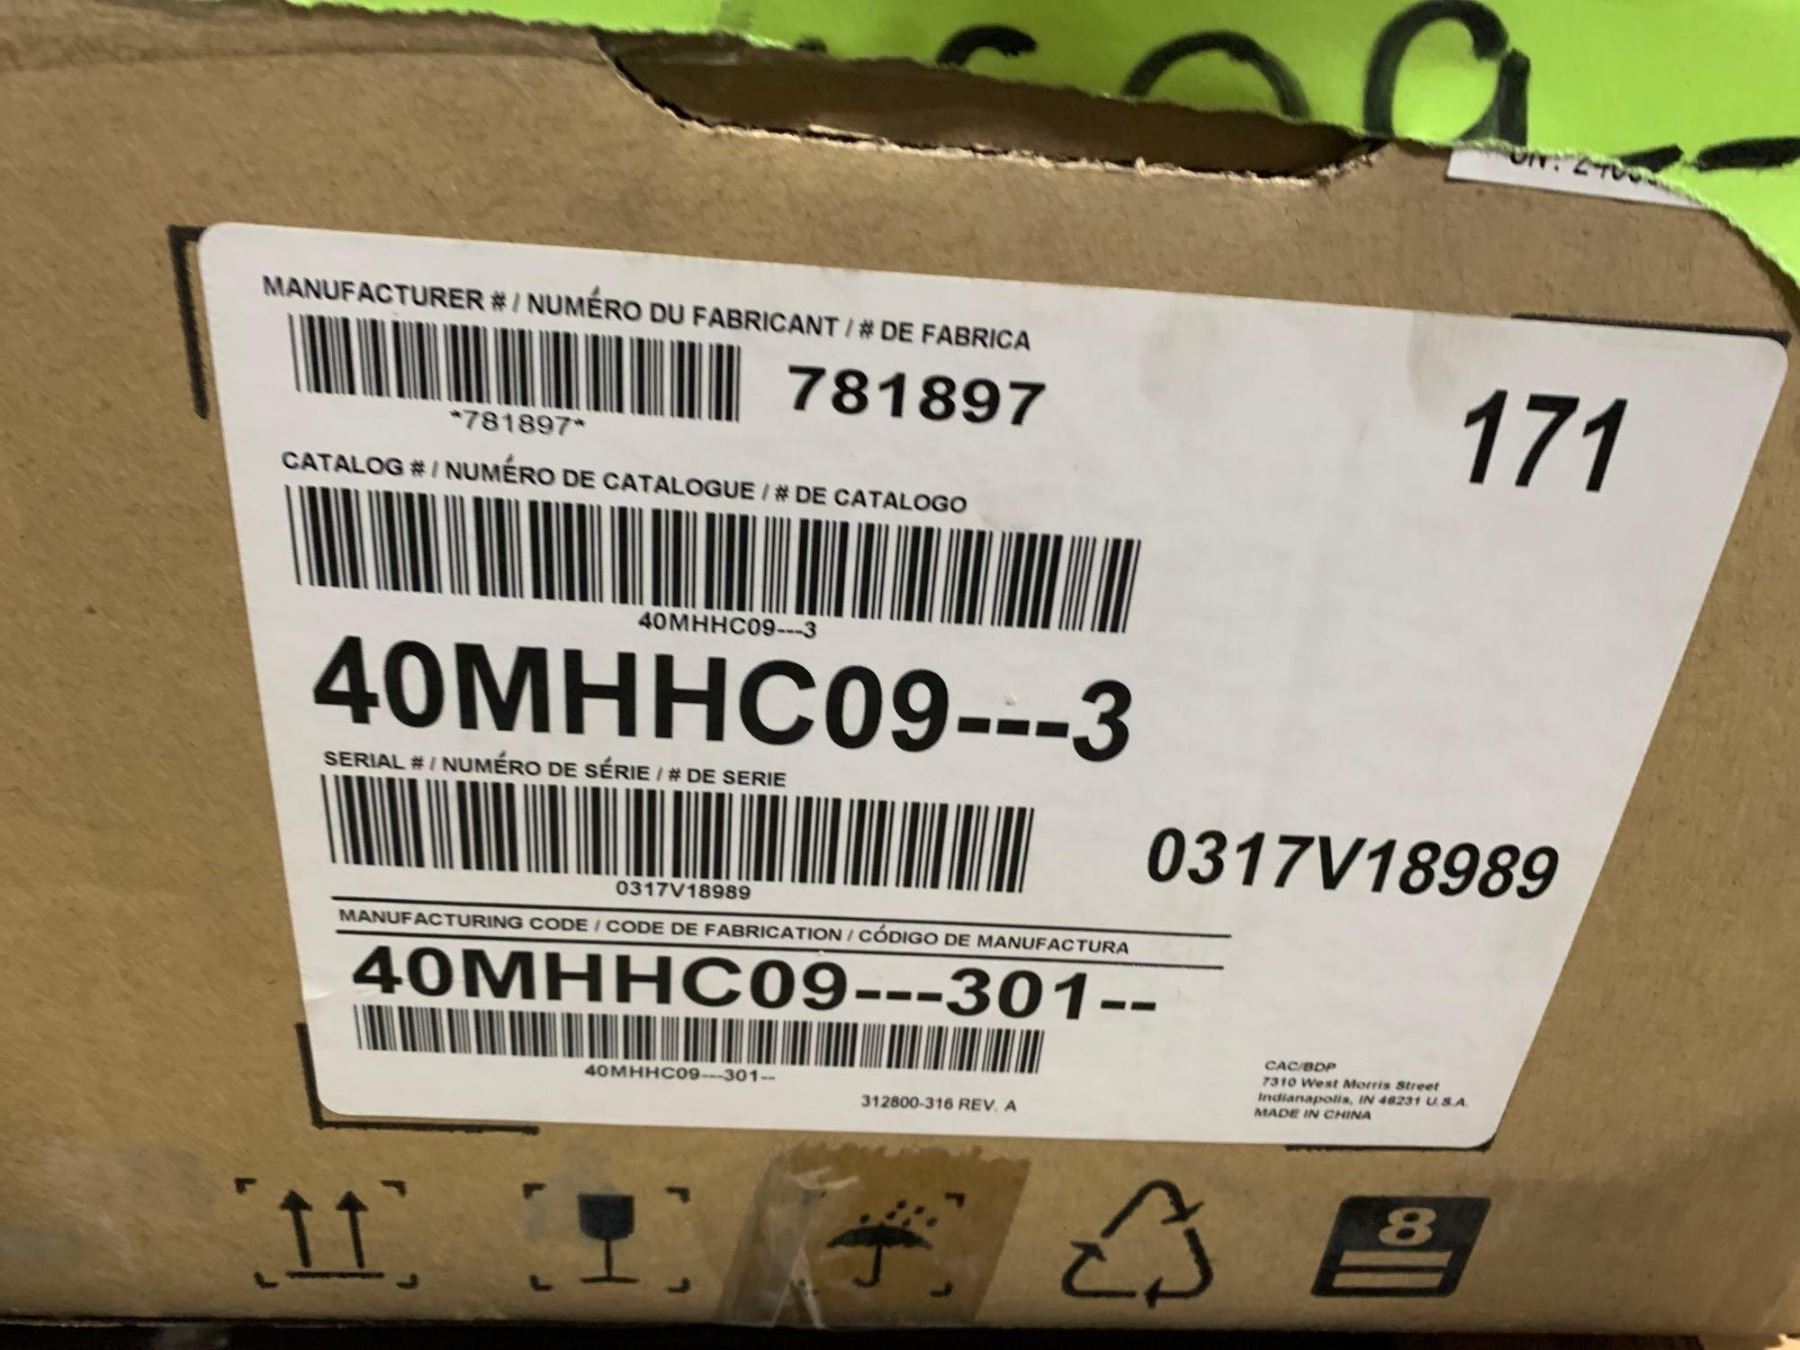 MANUFACTURER # / NUMÉRO DU FABRICANT / # DE FABRICA
781897
171
*781897*
CATALOG # / NUMÉRO DE CATALOGUE / # DE CATALOGO
40MHHC09---3
40MHHC09---3
SERIAL # / NUMÉRO DE SÉRIE / # DE SERIE
0317V18989
0317V18989
MANUFACTURING CODE / CODE DE FABRICATION / CÓDIGO DE MANUFACTURA
40MHHC09---301--
40MHHC09---301--
312800-316 REV. A
CAC/BDP
7310 West Morris Street
Indianapolis, IN 46231 U.S.A.
MADE IN CHINA
8